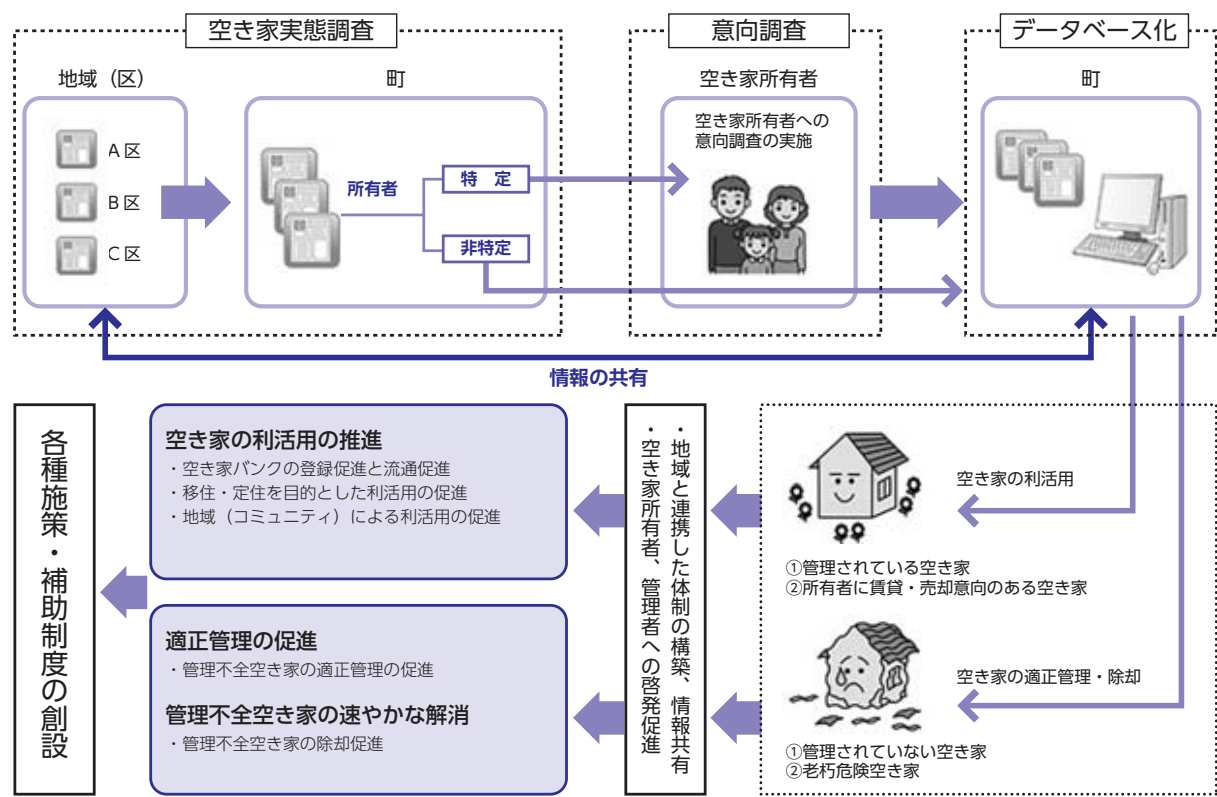 空き家実態調査
意向調査
データベース化
地域（区）
町
空き家所有者
町
A区
B区
C区
所有者
特 定
非特定
空き家所有者への
意向調査の実施
情報の共有
空き家の利活用
①管理されている空き家
②所有者に賃貸・売却意向のある空き家
空き家の適正管理・除却
①管理されていない空き家
②老朽危険空き家
・地域と連携した体制の構築、情報共有
・空き家所有者、管理者への啓発促進
空き家の利活用の推進
・空き家バンクの登録促進と流通促進
・移住・定住を目的とした利活用の促進
・地域（コミュニティ）による利活用の促進
適正管理の促進
・管理不全空き家の適正管理の促進
管理不全空き家の速やかな解消
・管理不全空き家の除却促進
各種施策・補助制度の創設